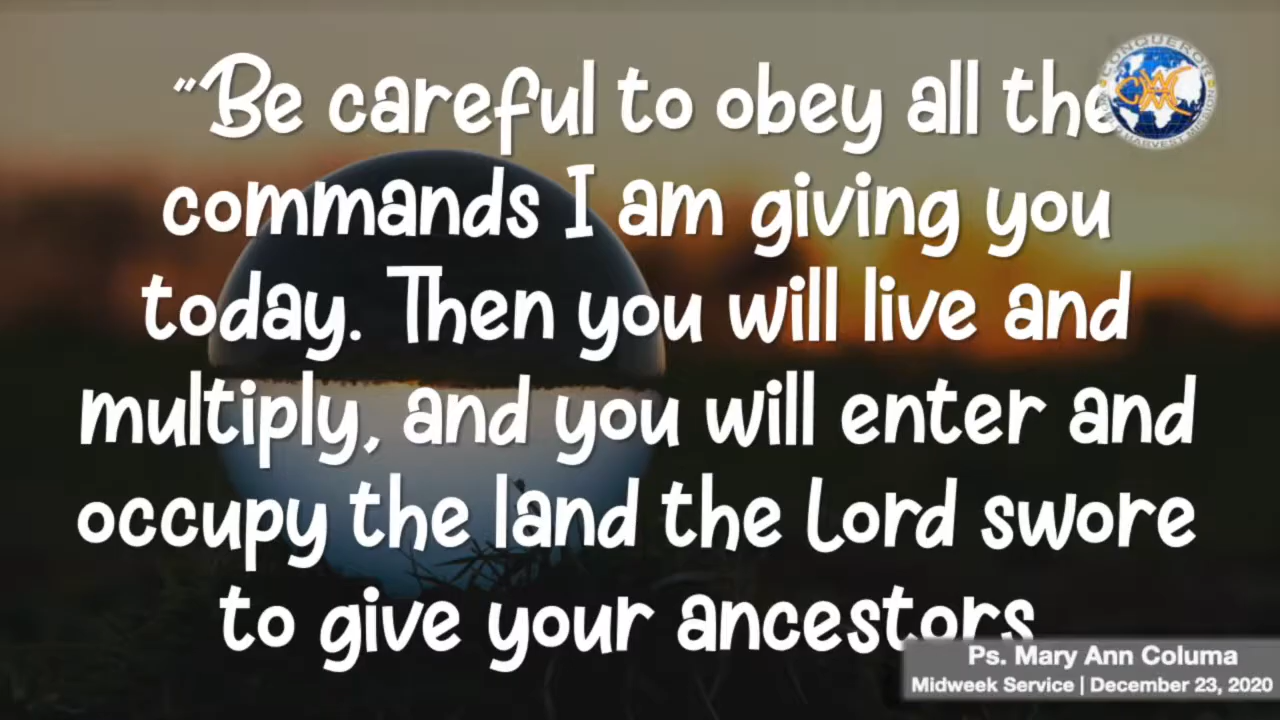 “Be careful to obey all the
commands I am giving you
today. Then you will live and
multiply, and you will enter and
occupy the land the Lord swore
to give your ancestors
Ps. Mary Ann Columa
Midweek Service | December 23, 2020
CONQUEROR
HARVEST